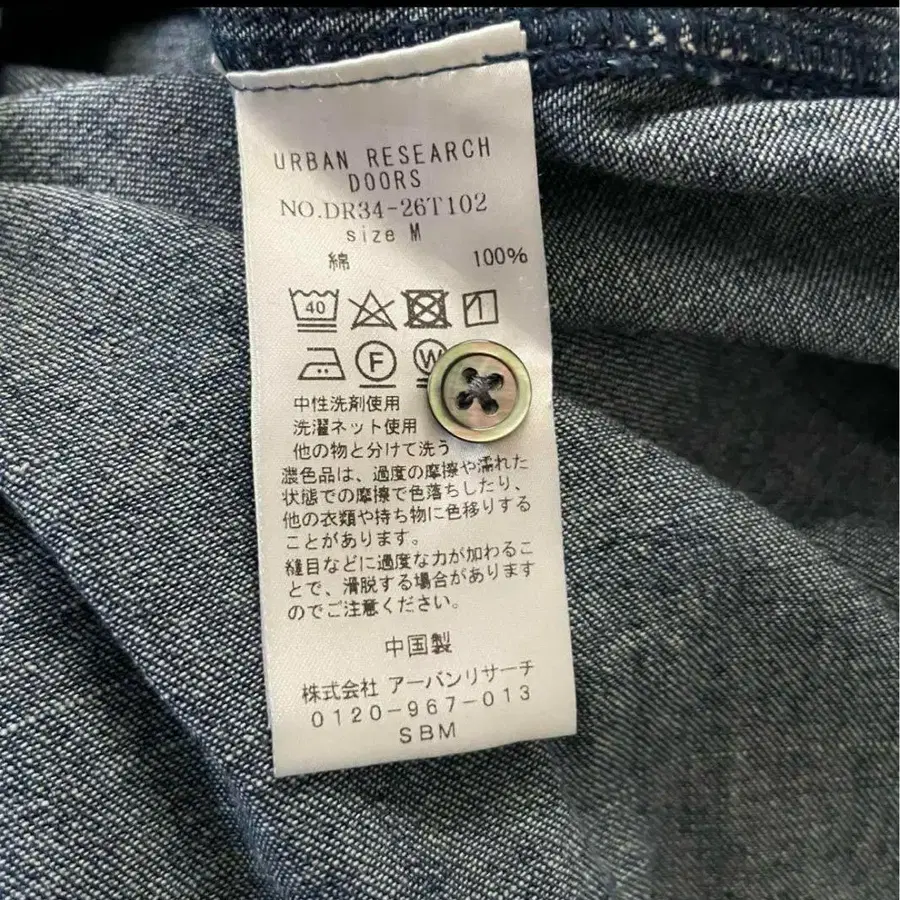 URBAN RESEARCH
DOORS
NO.DR34-26T102
size M
綿 100%
40
F W
中性洗剤使用
洗濯ネット使用
他の物と分けて洗う
濃色品は、過度の摩擦や濡れた
状態での摩擦で色落ちしたり、
他の衣類や持ち物に色移りする
ことがあります。
縫目などに過度な力が加わるこ
とで、滑脱する場合があります
のでご注意ください。
中国製
株式会社 アーバンリサーチ
0120-967-013
SBM